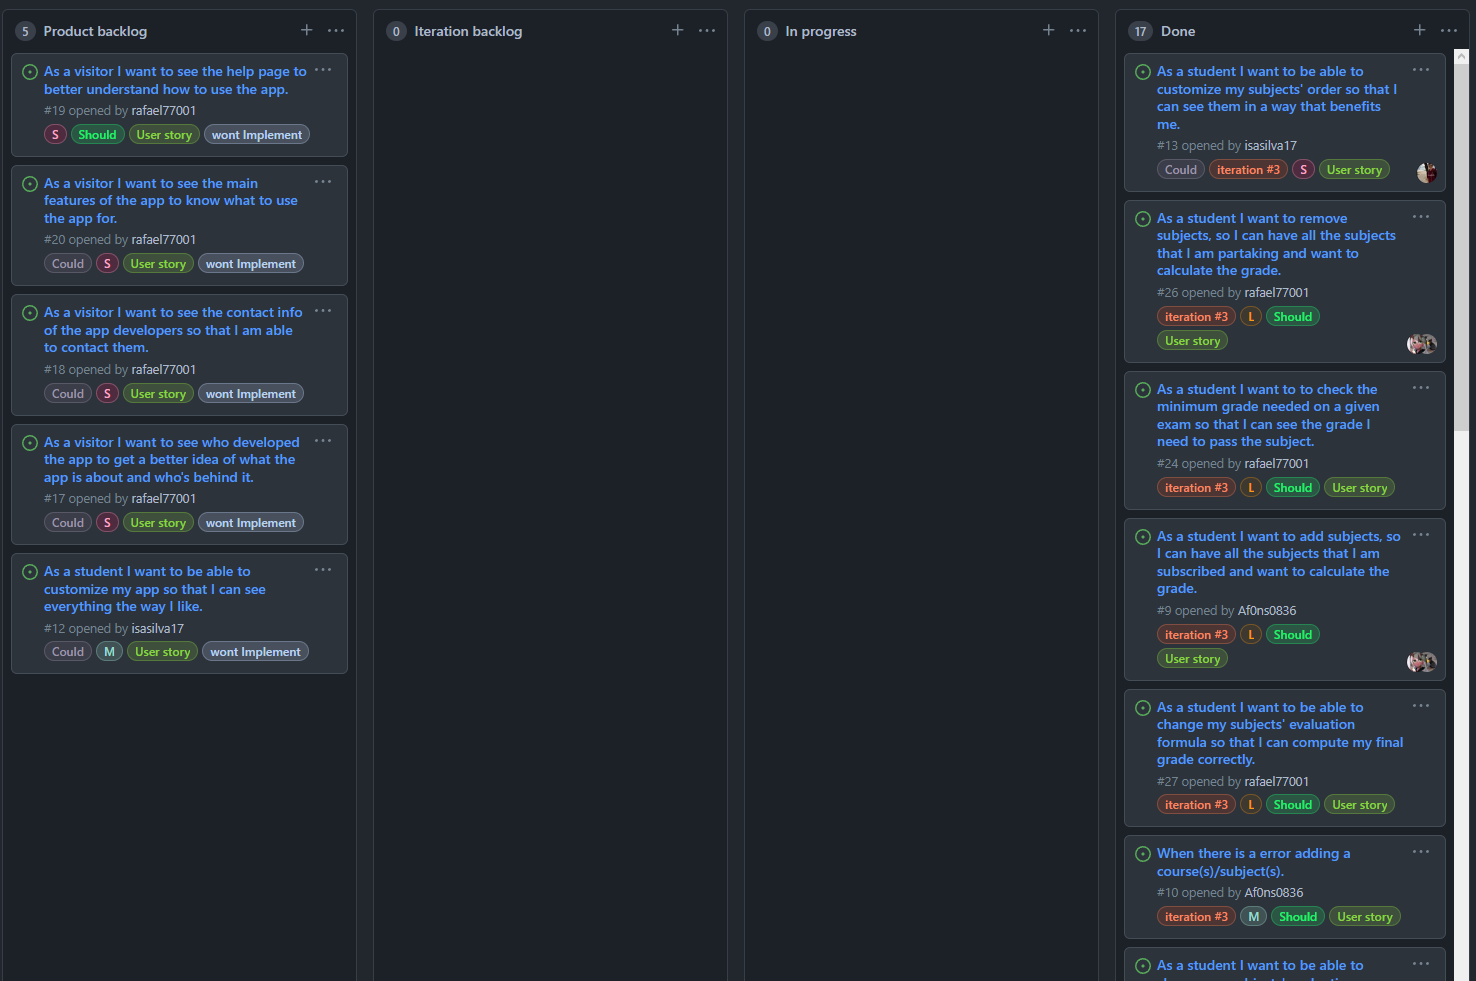 5 Product backlog
As a visitor I want to see the help page to
better understand how to use the app.
#19 opened by rafael77001
S Should User story wont Implement
As a visitor I want to see the main
features of the app to know what to use
the app for.
#20 opened by rafael77001
Could S User story wont Implement
As a visitor I want to see the contact info
of the app developers so that I am able
to contact them.
#18 opened by rafael77001
Could S User story wont Implement
As a visitor I want to see who developed
the app to get a better idea of what the
app is about and who's behind it.
#17 opened by rafael77001
Could S User story wont Implement
As a student I want to be able to
customize my app so that I can see
everything the way I like.
#12 opened by isasilva17
Could M User story wont Implement
0 Iteration backlog
0 In progress
17 Done
As a student I want to be able to
customize my subjects' order so that I
can see them in a way that benefits
me.
#13 opened by isasilva17
Could iteration #3 S User story
As a student I want to remove
subjects, so I can have all the subjects
that I am partaking and want to
calculate the grade.
#26 opened by rafael77001
iteration #3 L Should
User story
As a student I want to to check the
minimum grade needed on a given
exam so that I can see the grade I
need to pass the subject.
#24 opened by rafael77001
iteration #3 L Should User story
As a student I want to add subjects, so
I can have all the subjects that I am
subscribed and want to calculate the
grade.
#9 opened by Af0ns0836
iteration #3 L Should
User story
As a student I want to be able to
change my subjects' evaluation
formula so that I can compute my final
grade correctly.
#27 opened by rafael77001
iteration #3 L Should User story
When there is a error adding a
course(s)/subject(s).
#10 opened by Af0ns0836
iteration #3 M Should User story
As a student I want to be able to